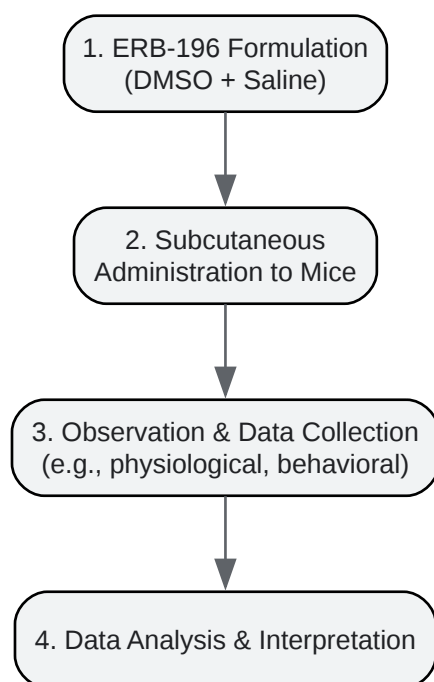 1. ERB-196 Formulation
(DMSO + Saline)
2. Subcutaneous
Administration to Mice
3. Observation & Data Collection
(e.g., physiological, behavioral)
4. Data Analysis & Interpretation